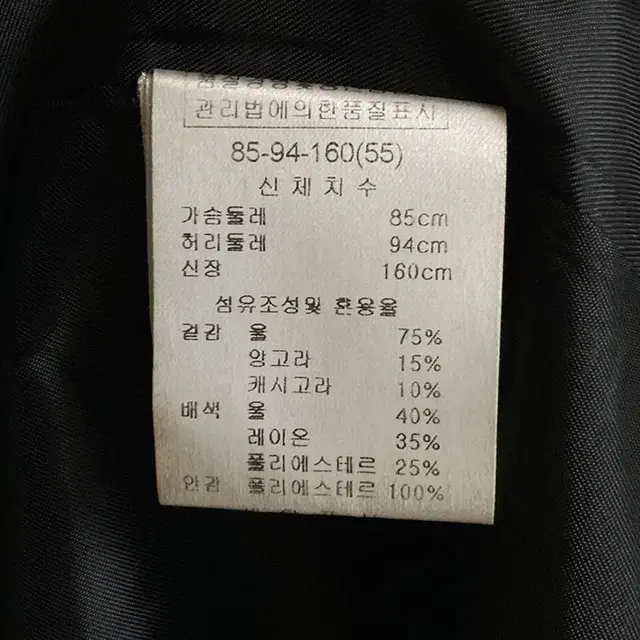 관리법에의한품질표시
85-94-160(55)
신체치수
가슴둘레 85cm
허리둘레 94cm
신장 160cm
섬유조성및 혼용율
겉감 울 75%
앙고라 15%
캐시고라 10%
배색 울 40%
레이온 35%
폴리에스테르 25%
안감 폴리에스테르 100%